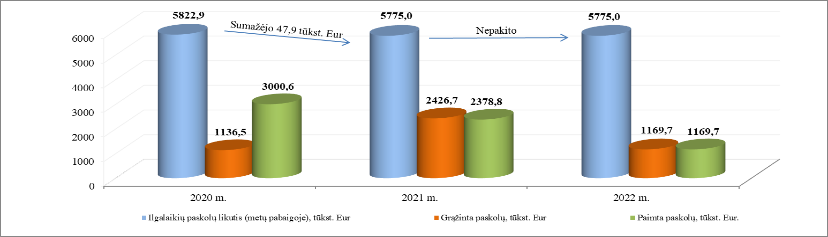 5822,9
Sumažėjo 47,9 tūkst. Eur
5775,0
Nepakito
5775,0
6000
5000
4000
3000
2000
1000
0
1136,5
3000,6
2426,7
2378,8
1169,7
1169,7
2020 m.
2021 m.
2022 m.
Ilgalaikių paskolų likutis (metų pabaigoje), tūkst. Eur
Grąžinta paskolų, tūkst. Eur
Paimta paskolų, tūkst. Eur.